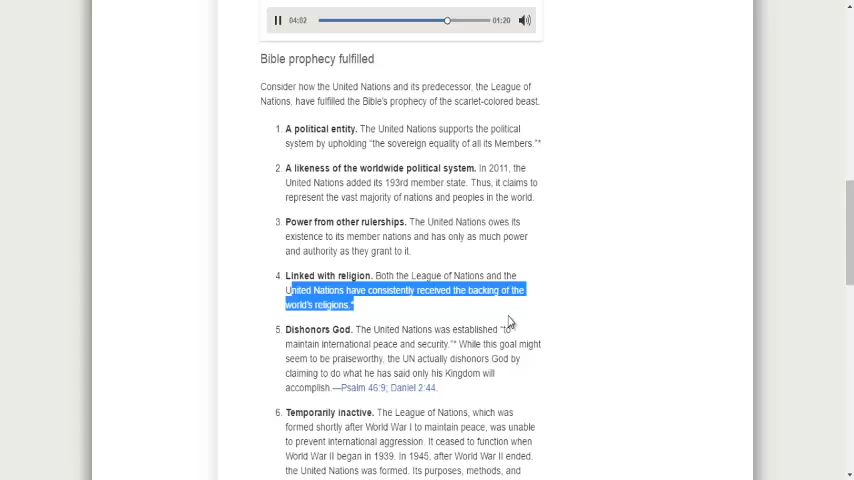 04:02 01:20
Bible prophecy fulfilled
Consider how the United Nations and its predecessor, the League of
Nations, have fulfilled the Bible's prophecy of the scarlet-colored beast.
1. A political entity. The United Nations supports the political
system by upholding "the sovereign equality of all its Members."*
2. A likeness of the worldwide political system. In 2011, the
United Nations added its 193rd member state. Thus, it claims to
represent the vast majority of nations and peoples in the world.
3. Power from other rulerships. The United Nations owes its
existence to its member nations and has only as much power
and authority as they grant to it.
4. Linked with religion. Both the League of Nations and the
United Nations have consistently received the backing of the
world's religions.*
5. Dishonors God. The United Nations was established "to
maintain international peace and security."* While this goal might
seem to be praiseworthy, the UN actually dishonors God by
claiming to do what he has said only his Kingdom will
accomplish.—Psalm 46:9; Daniel 2:44.
6. Temporarily inactive. The League of Nations, which was
formed shortly after World War I to maintain peace, was unable
to prevent international aggression. It ceased to function when
World War II began in 1939. In 1945, after World War II ended,
the United Nations was formed. Its purposes, methods, and